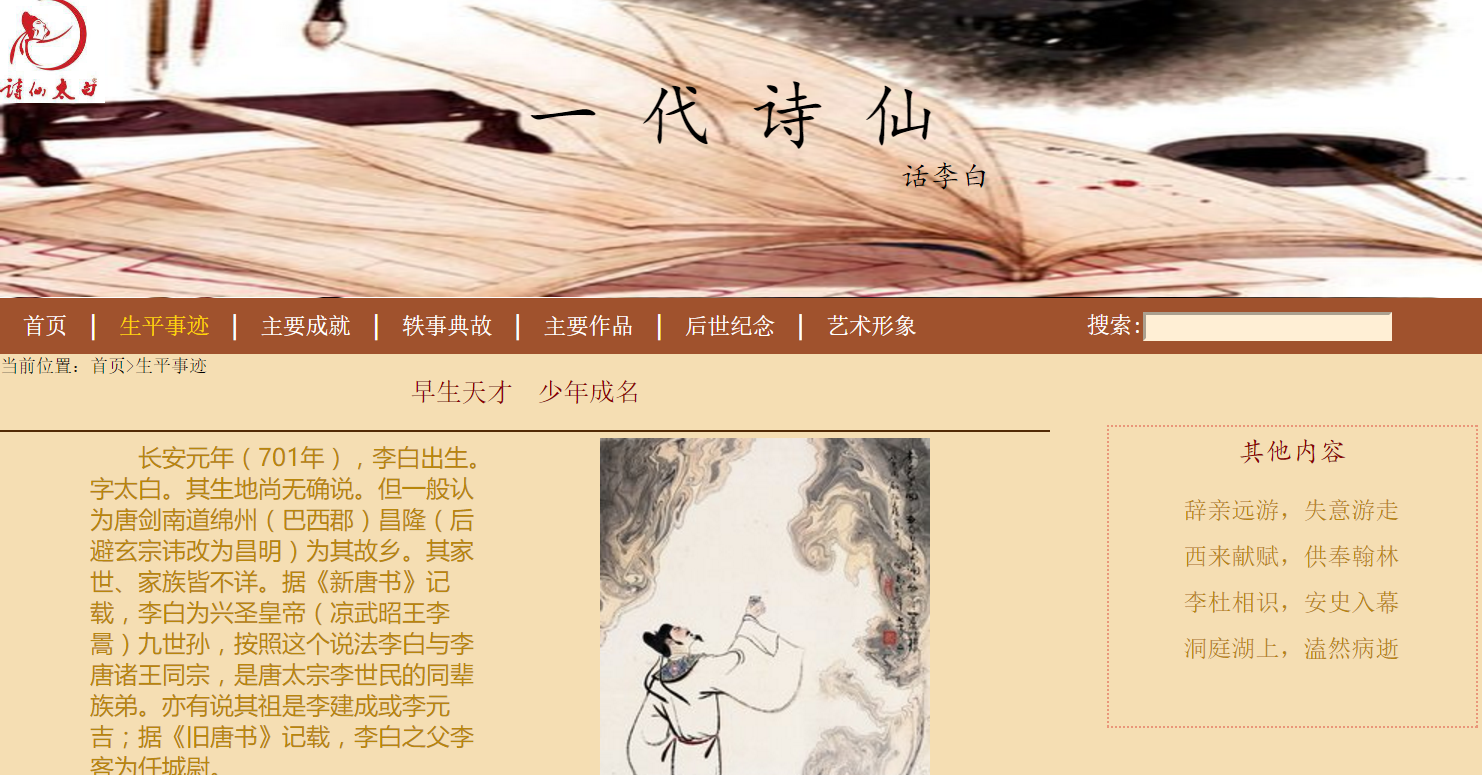 诗仙太白
一代诗仙
话李白
首页 | 生平事迹 | 主要成就 | 轶事典故 | 主要作品 | 后世纪念 | 艺术形象 搜索:
当前位置：首页>生平事迹
早生天才 少年成名
长安元年（701年），李白出生。
字太白。其生地尚无确说。但一般认
为唐剑南道绵州（巴西郡）昌隆（后
避玄宗讳改为昌明）为其故乡。其家
世、家族皆不详。据《新唐书》记
载，李白为兴圣皇帝（凉武昭王李
暠）九世孙，按照这个说法李白与李
唐诸王同宗，是唐太宗李世民的同辈
族弟。亦有说其祖是李建成或李元
吉；据《旧唐书》记载，李白之父李
客为任城尉。
其他内容
辞亲远游，失意游走
西来献赋，供奉翰林
李杜相识，安史入幕
洞庭湖上，溘然病逝